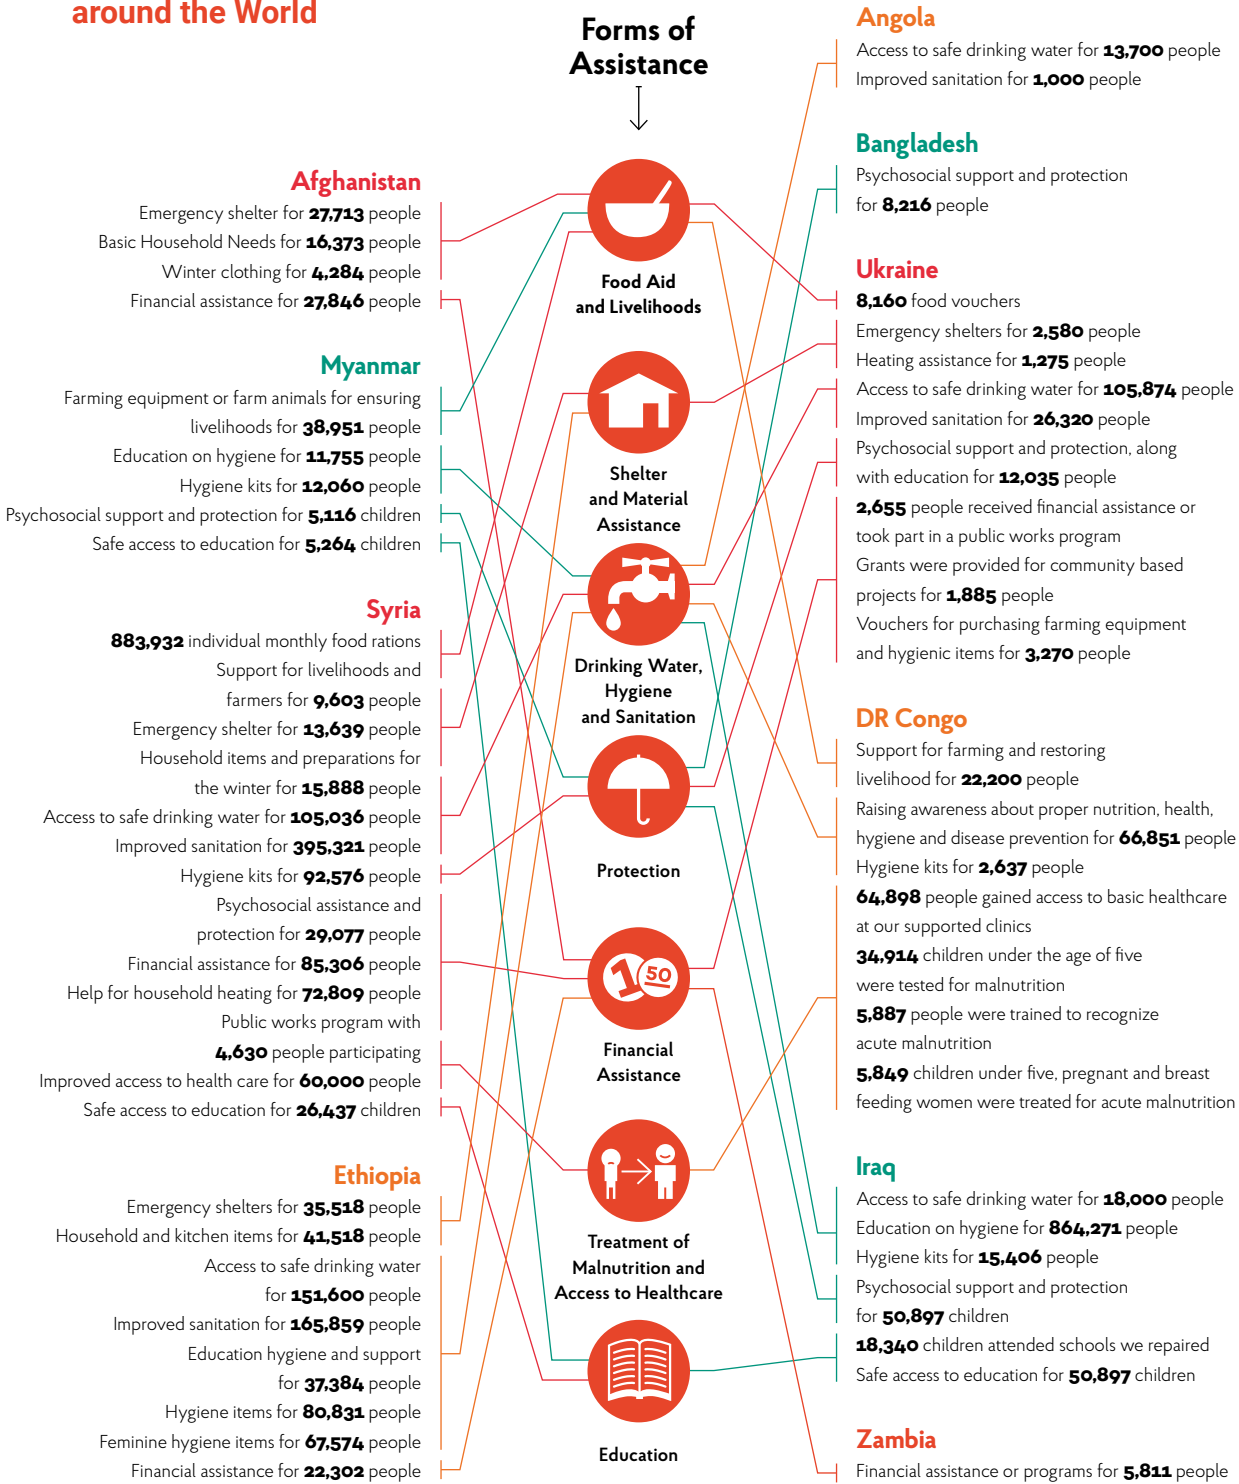 around the World
Forms of
Assistance
Afghanistan
Emergency shelter for 27,713 people
Basic Household Needs for 16,373 people
Winter clothing for 4,284 people
Financial assistance for 27,846 people
Myanmar
Farming equipment or farm animals for ensuring
livelihoods for 38,951 people
Education on hygiene for 11,755 people
Hygiene kits for 12,060 people
Psychosocial support and protection for 5,116 children
Safe access to education for 5,264 children
Syria
883,932 individual monthly food rations
Support for livelihoods and
farmers for 9,603 people
Emergency shelter for 13,639 people
Household items and preparations for
the winter for 15,888 people
Access to safe drinking water for 105,036 people
Improved sanitation for 395,321 people
Hygiene kits for 92,576 people
Psychosocial assistance and
protection for 29,077 people
Financial assistance for 85,306 people
Help for household heating for 72,809 people
Public works program with
4,630 people participating
Improved access to health care for 60,000 people
Safe access to education for 26,437 children
Ethiopia
Emergency shelters for 35,518 people
Household and kitchen items for 41,518 people
Access to safe drinking water
for 151,600 people
Improved sanitation for 165,859 people
Education hygiene and support
for 37,384 people
Hygiene items for 80,831 people
Feminine hygiene items for 67,574 people
Financial assistance for 22,302 people
Food Aid
and Livelihoods
Shelter
and Material
Assistance
Drinking Water,
Hygiene
and Sanitation
Protection
1 50
Financial
Assistance
Treatment of
Malnutrition and
Access to Healthcare
Education
Angola
Access to safe drinking water for 13,700 people
Improved sanitation for 1,000 people
Bangladesh
Psychosocial support and protection
for 8,216 people
Ukraine
8,160 food vouchers
Emergency shelters for 2,580 people
Heating assistance for 1,275 people
Access to safe drinking water for 105,874 people
Improved sanitation for 26,320 people
Psychosocial support and protection, along
with education for 12,035 people
2,655 people received financial assistance or
took part in a public works program
Grants were provided for community based
projects for 1,885 people
Vouchers for purchasing farming equipment
and hygienic items for 3,270 people
DR Congo
Support for farming and restoring
livelihood for 22,200 people
Raising awareness about proper nutrition, health,
hygiene and disease prevention for 66,851 people
Hygiene kits for 2,637 people
64,898 people gained access to basic healthcare
at our supported clinics
34,914 children under the age of five
were tested for malnutrition
5,887 people were trained to recognize
acute malnutrition
5,849 children under five, pregnant and breast
feeding women were treated for acute malnutrition
Iraq
Access to safe drinking water for 18,000 people
Education on hygiene for 864,271 people
Hygiene kits for 15,406 people
Psychosocial support and protection
for 50,897 children
18,340 children attended schools we repaired
Safe access to education for 50,897 children
Zambia
Financial assistance or programs for 5,811 people